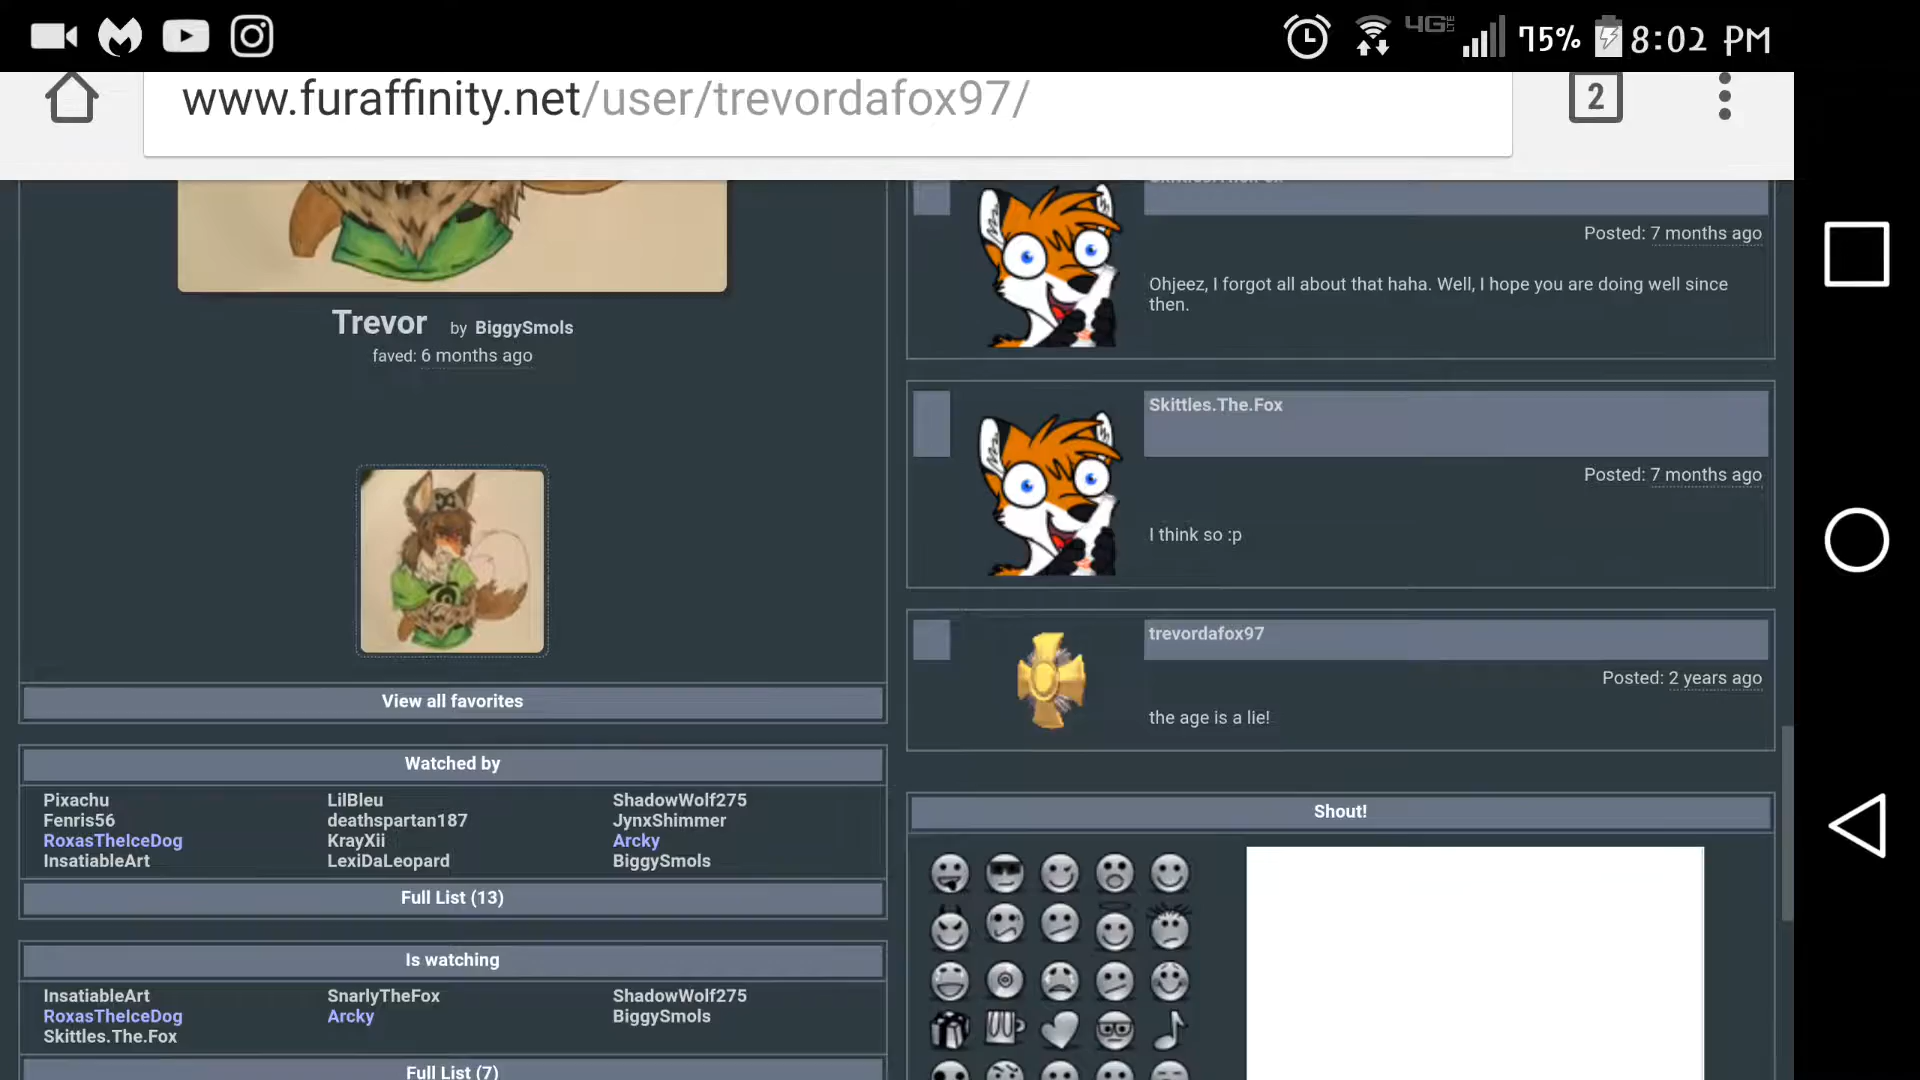 4G LTE
75%
8:02 PM
www.furaffinity.net/user/trevordafox97/
2
Trevor by BiggySmols
faved: 6 months ago
View all favorites
Watched by
Pixachu LilBleu ShadowWolf275
Fenris56 deathspartan187 JynxShimmer
RoxasTheIceDog KrayXii Arcky
InsatiableArt LexiDaLeopard BiggySmols
Full List (13)
Is watching
InsatiableArt SnarlyTheFox ShadowWolf275
RoxasTheIceDog Arcky BiggySmols
Skittles.The.Fox
Full List (7)
Posted: 7 months ago
Ohjeez, I forgot all about that haha. Well, I hope you are doing well since
then.
Skittles.The.Fox
Posted: 7 months ago
I think so :p
trevordafox97
Posted: 2 years ago
the age is a lie!
Shout!